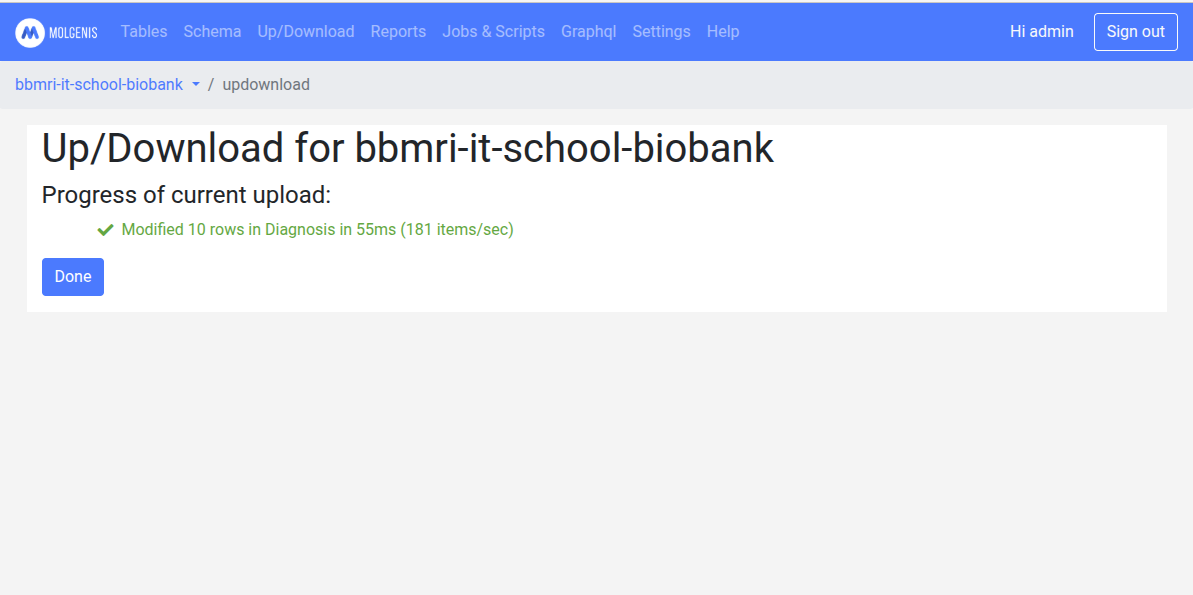 MOLGENIS Tables Schema Up/Download Reports Jobs & Scripts Graphql Settings Help Hi admin Sign out
bbmri-it-school-biobank / updownload
Up/Download for bbmri-it-school-biobank
Progress of current upload:
Modified 10 rows in Diagnosis in 55ms (181 items/sec)
Done